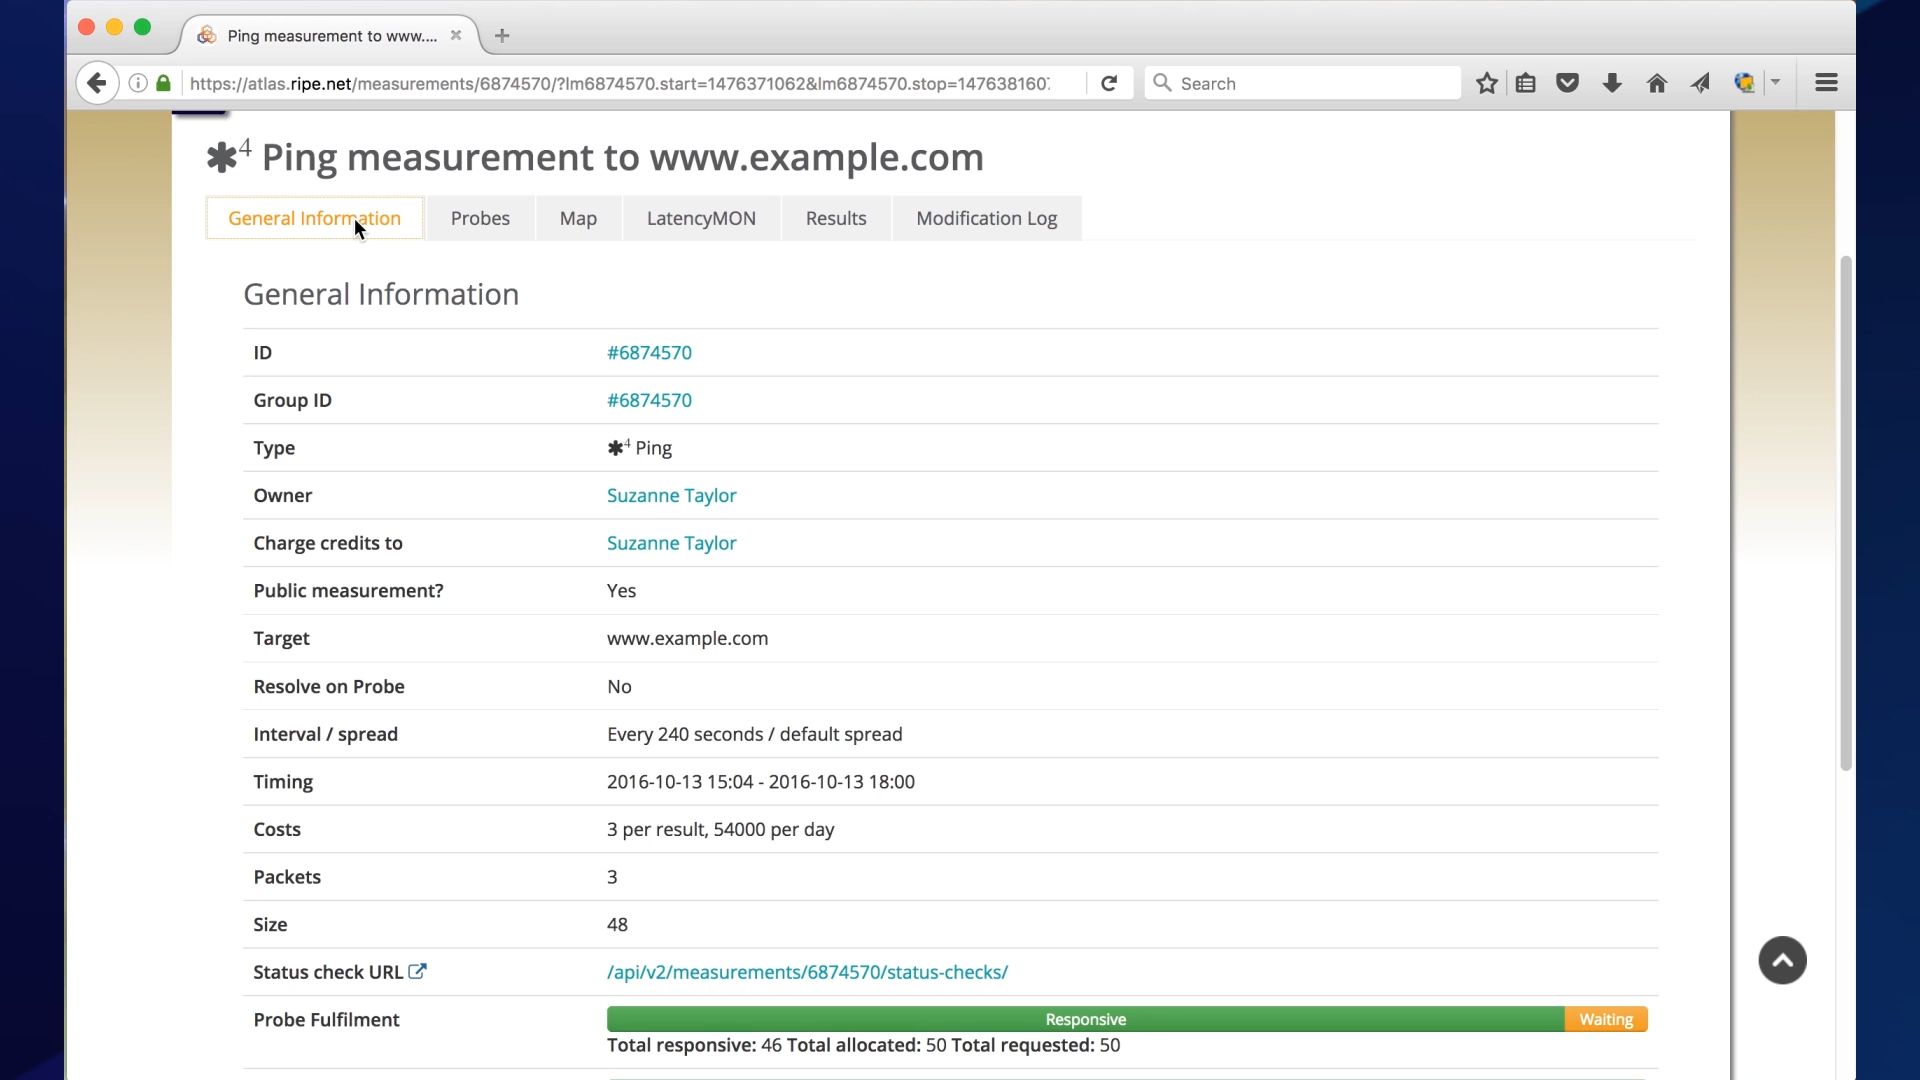 Ping measurement to www....
https://atlas.ripe.net/measurements/6874570/?lm6874570.start=1476371062&lm6874570.stop=147638160
Search
✱4 Ping measurement to www.example.com
General Information Probes Map LatencyMON Results Modification Log
General Information
ID #6874570
Group ID #6874570
Type ✱4 Ping
Owner Suzanne Taylor
Charge credits to Suzanne Taylor
Public measurement? Yes
Target www.example.com
Resolve on Probe No
Interval / spread Every 240 seconds / default spread
Timing 2016-10-13 15:04 - 2016-10-13 18:00
Costs 3 per result, 54000 per day
Packets 3
Size 48
Status check URL /api/v2/measurements/6874570/status-checks/
Probe Fulfilment Responsive Waiting
Total responsive: 46 Total allocated: 50 Total requested: 50